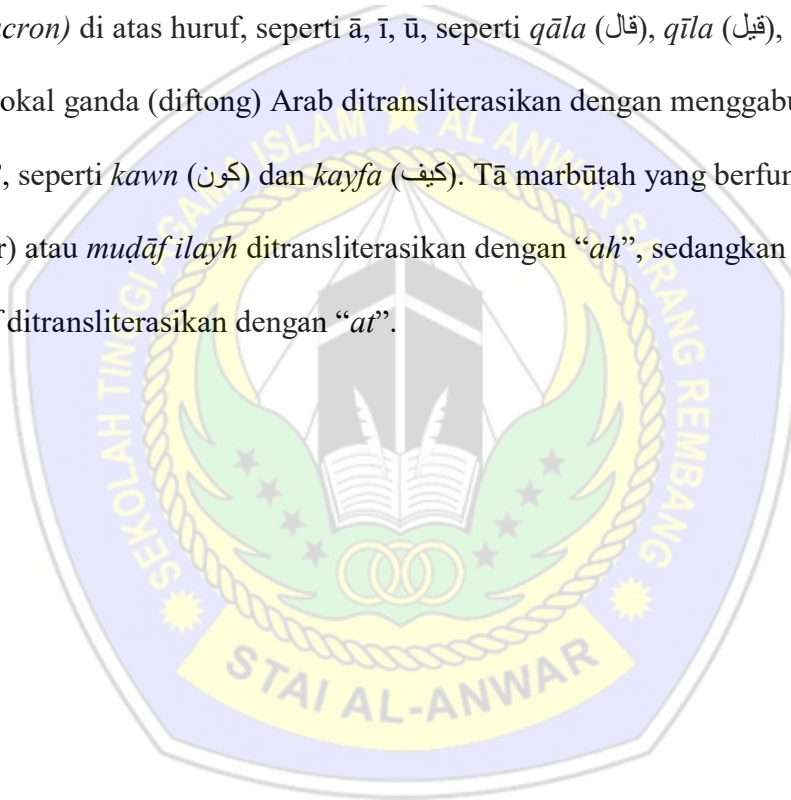 acron) di atas huruf, seperti ā, ī, ū, seperti qāla (قال), qīla (قيل),
okal ganda (diftong) Arab ditransliterasikan dengan menggabu
”, seperti kawn (كون) dan kayfa (كيف). Tā marbūṭah yang berfun
r) atau muḍāf ilayh ditransliterasikan dengan “ah”, sedangkan
ditransliterasikan dengan “at”.
SEKOLAH TINGGI AGAMA ISLAM ★ AL ANWAR SARANG REMBANG
STAI AL-ANWAR